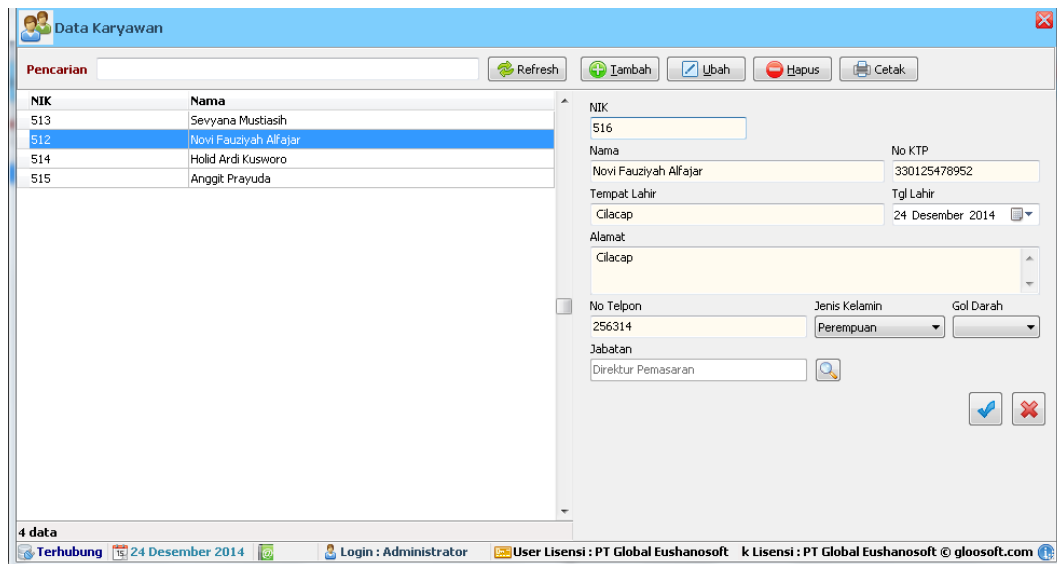 Data Karyawan
Pencarian Refresh Tambah Ubah Hapus Cetak
NIK Nama
513 Sevyana Mustiasih
512 Novi Fauziyah Alfajar
514 Holid Ardi Kusworo
515 Anggit Prayuda
4 data
NIK
516
Nama No KTP
Novi Fauziyah Alfajar 330125478952
Tempat Lahir Tgl Lahir
Cilacap 24 Desember 2014
Alamat
Cilacap
No Telpon Jenis Kelamin Gol Darah
256314 Perempuan
Jabatan
Direktur Pemasaran
Terhubung 15 24 Desember 2014 @ Login : Administrator User Lisensi : PT Global Eushanosoft k Lisensi : PT Global Eushanosoft © gloosoft.com